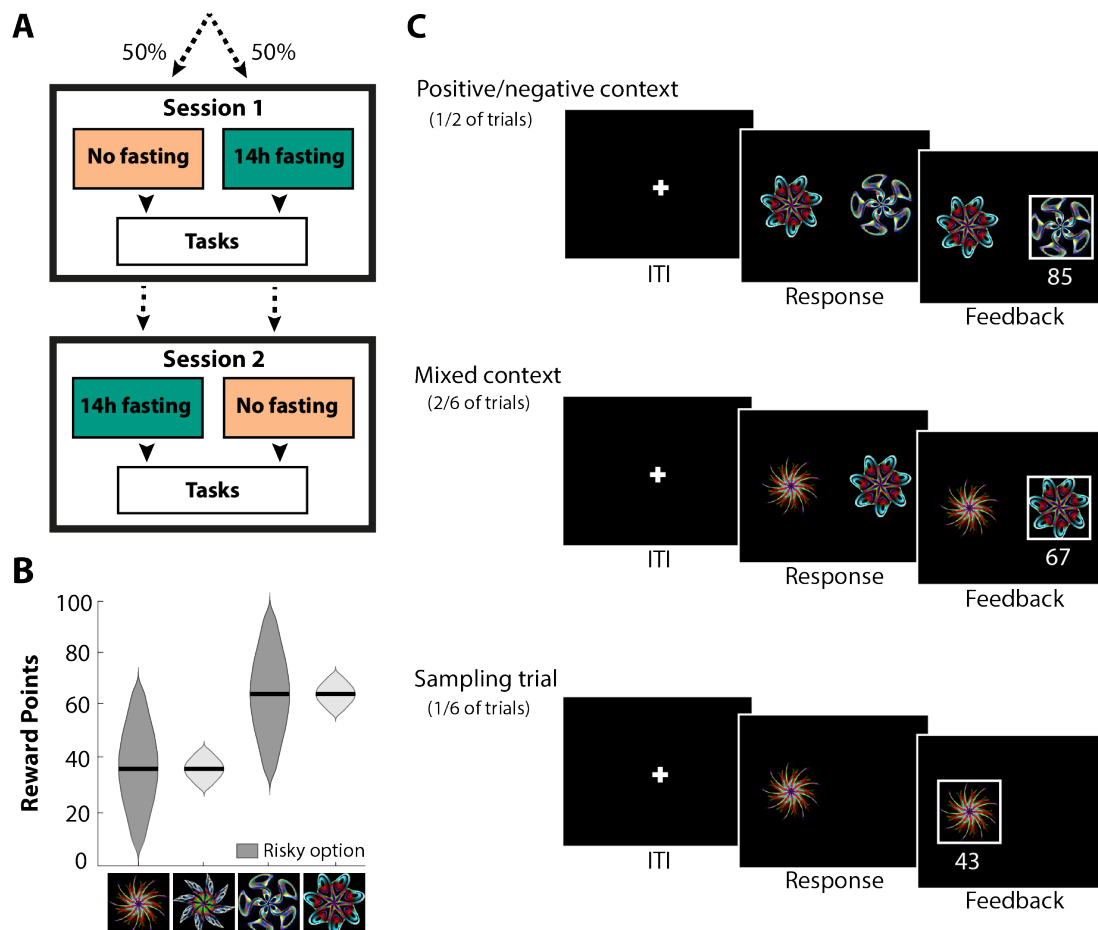 A
50%
50%
Session 1
No fasting
14h fasting
Tasks
Session 2
14h fasting
No fasting
Tasks
B
Reward Points
100
80
60
40
20
0
Risky option
C
Positive/negative context
(1/2 of trials)
ITI
Response
85
Feedback
Mixed context
(2/6 of trials)
ITI
Response
67
Feedback
Sampling trial
(1/6 of trials)
ITI
Response
43
Feedback